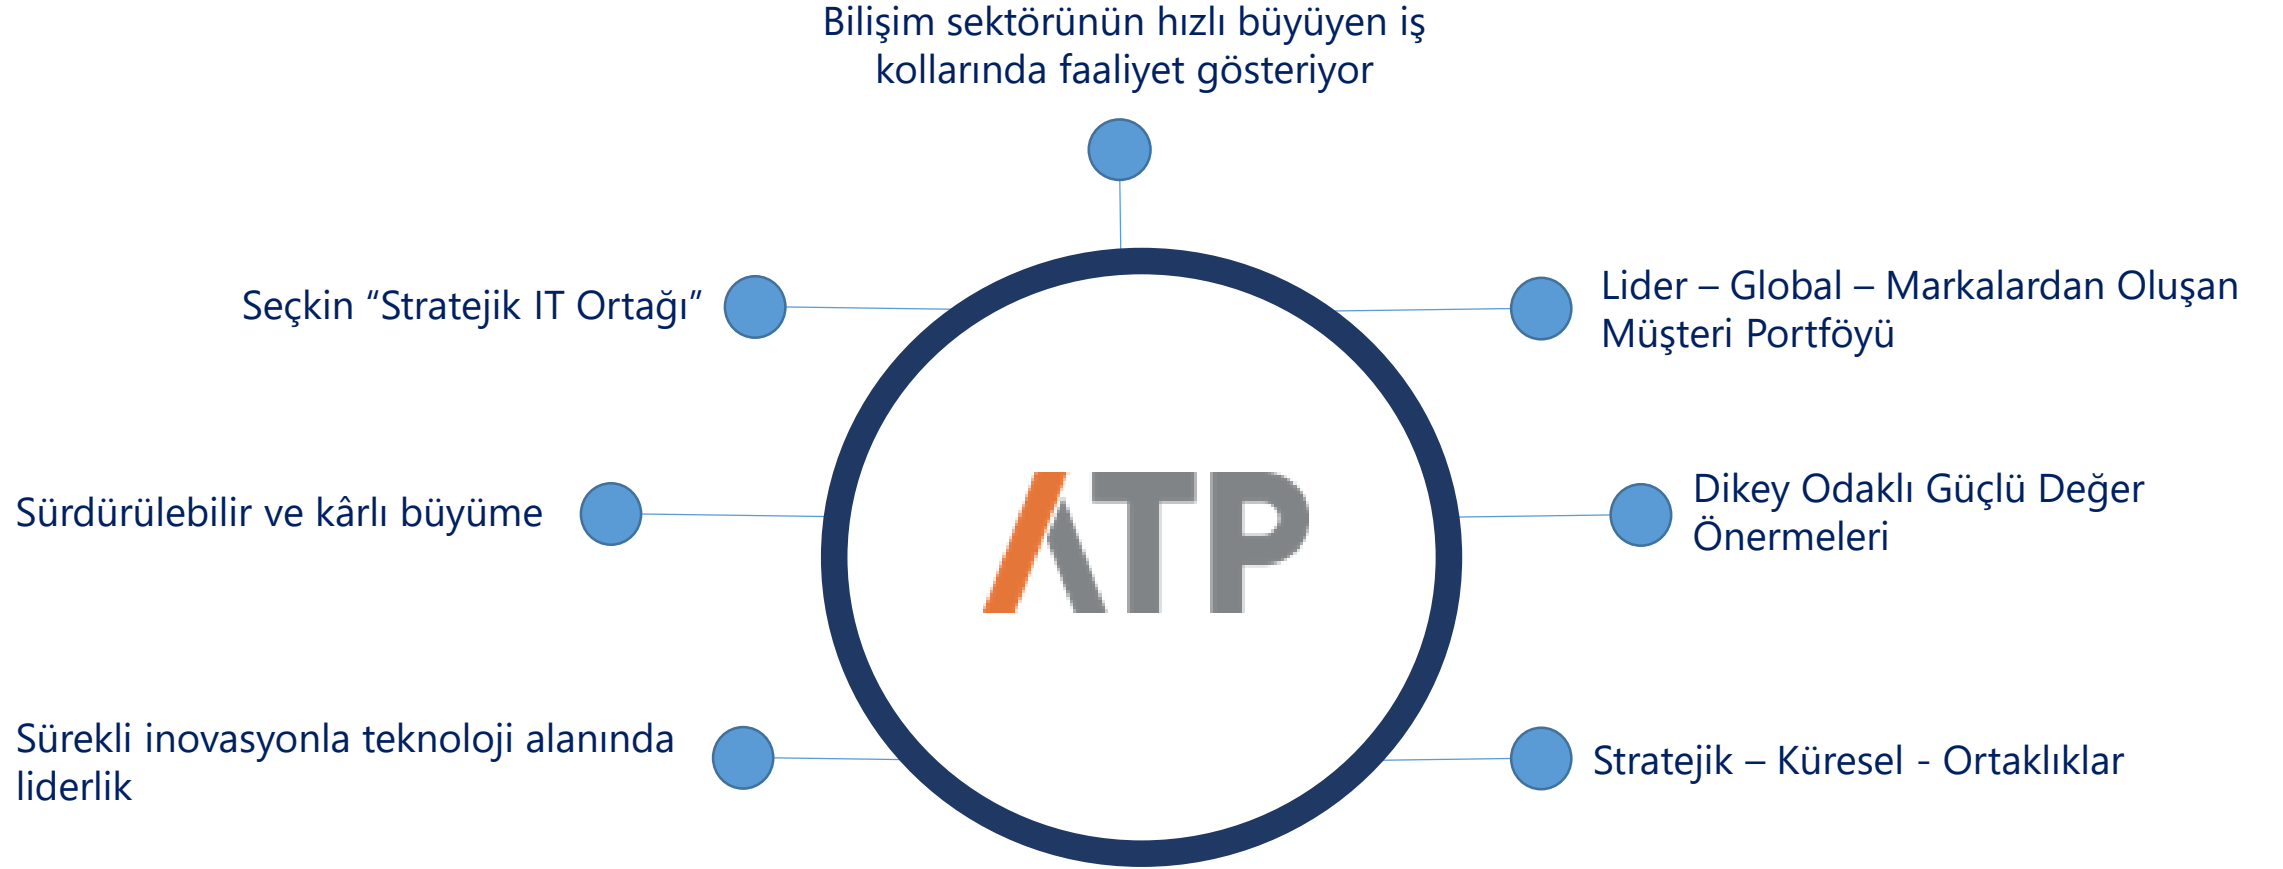 Bilişim sektörünün hızlı büyüyen iş
kollarında faaliyet gösteriyor
Seçkin “Stratejik IT Ortağı”
Lider – Global – Markalardan Oluşan
Müşteri Portföyü
Sürdürülebilir ve kârlı büyüme
ATP
Dikey Odaklı Güçlü Değer
Önermeleri
Sürekli inovasyonla teknoloji alanında
liderlik
Stratejik – Küresel - Ortaklıklar